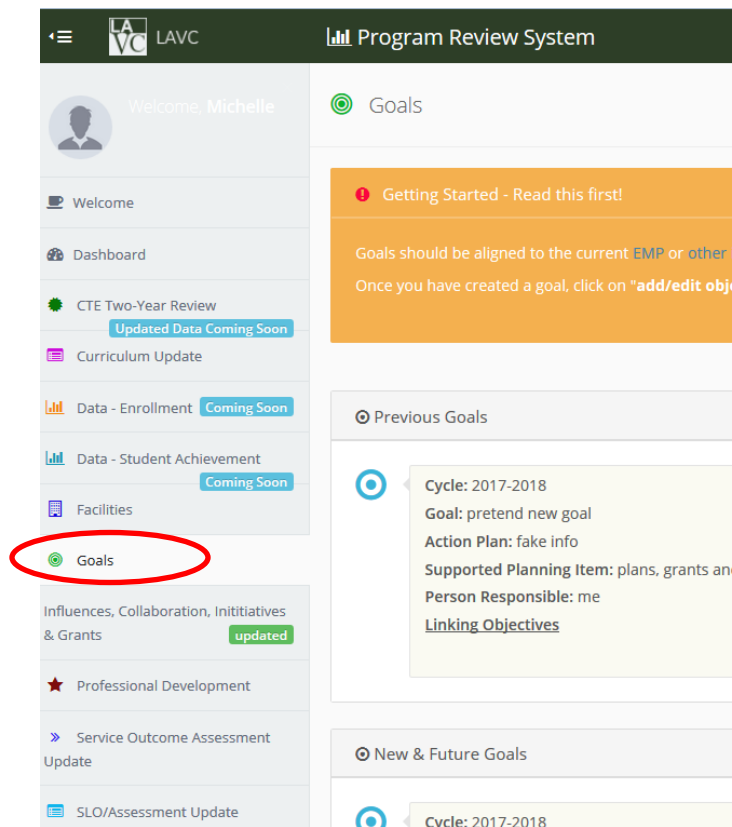 LAVC LAVC
Program Review System
Welcome, Michelle
Welcome
Dashboard
CTE Two-Year Review
Updated Data Coming Soon
Curriculum Update
Data - Enrollment Coming Soon
Data - Student Achievement
Coming Soon
Facilities
Goals
Influences, Collaboration, Inititiatives
& Grants updated
Professional Development
Service Outcome Assessment
Update
SLO/Assessment Update
Goals
Getting Started - Read this first!
Goals should be aligned to the current EMP or other
Once you have created a goal, click on "add/edit obj
Previous Goals
Cycle: 2017-2018
Goal: pretend new goal
Action Plan: fake info
Supported Planning Item: plans, grants an
Person Responsible: me
Linking Objectives
New & Future Goals
Cycle: 2017-2018